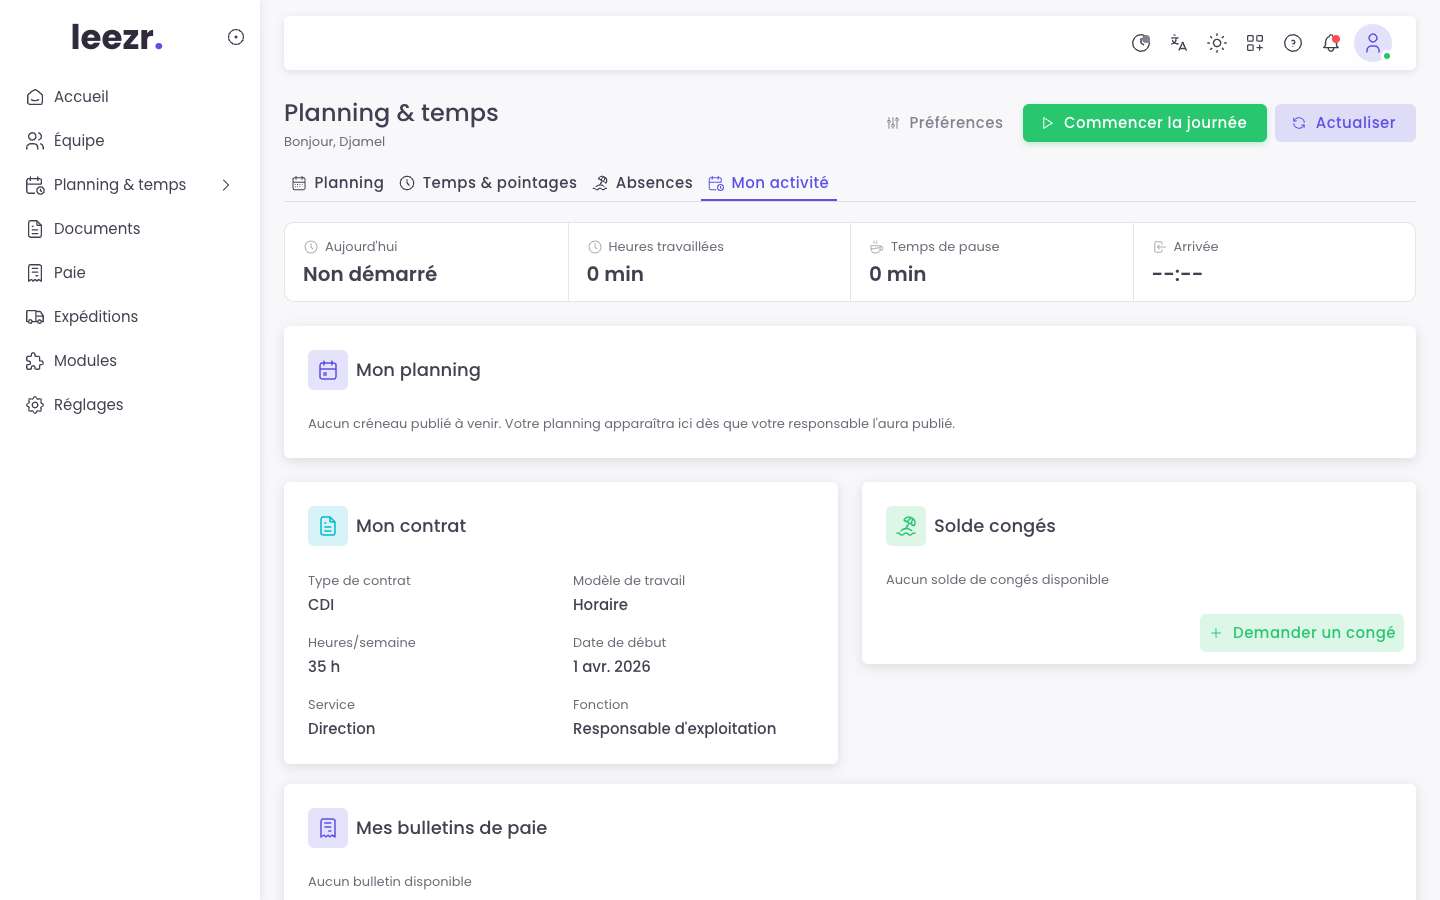 leezr.
Accueil
Équipe
Planning & temps
Documents
Paie
Expéditions
Modules
Réglages
Planning & temps
Bonjour, Djamel
Préférences
Commencer la journée
Actualiser
Planning
Temps & pointages
Absences
Mon activité
Aujourd'hui
Non démarré
Heures travaillées
0 min
Temps de pause
0 min
Arrivée
--:--
Mon planning
Aucun créneau publié à venir. Votre planning apparaîtra ici dès que votre responsable l'aura publié.
Mon contrat
Type de contrat
CDI
Modèle de travail
Horaire
Heures/semaine
35 h
Date de début
1 avr. 2026
Service
Direction
Fonction
Responsable d'exploitation
Solde congés
Aucun solde de congés disponible
Demander un congé
Mes bulletins de paie
Aucun bulletin disponible